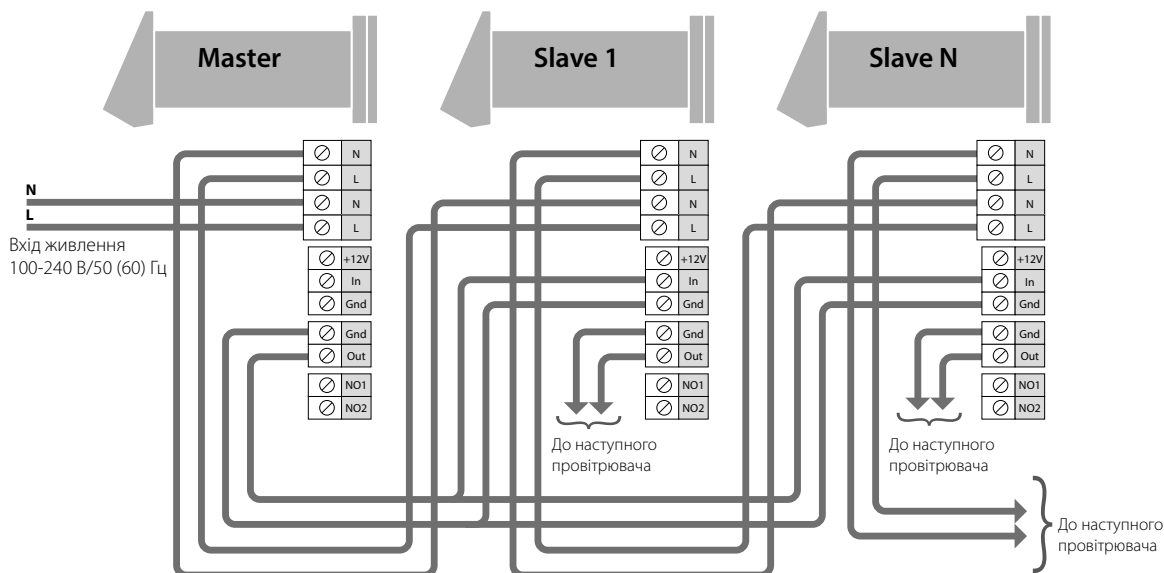 Master
Slave 1
Slave N
N
L
Вхід живлення
100-240 В/50 (60) Гц
N
L
N
L
+12V
In
Gnd
Gnd
Out
NO1
NO2
N
L
N
L
+12V
In
Gnd
Gnd
Out
NO1
NO2
До наступного
провітрювача
N
L
N
L
+12V
In
Gnd
Gnd
Out
NO1
NO2
До наступного
провітрювача
До наступного
провітрювача